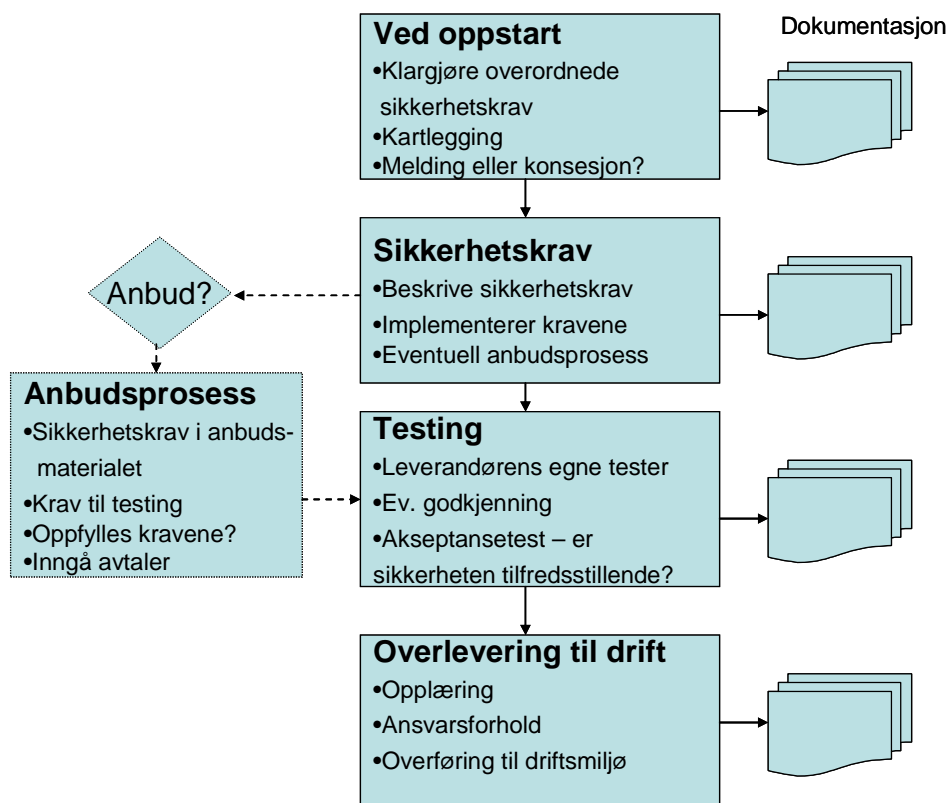 Ved oppstart
•Klargjøre overordnede
sikkerhetskrav
•Kartlegging
•Melding eller konsesjon?
Dokumentasjon
Sikkerhetskrav
•Beskrive sikkerhetskrav
•Implementerer kravene
•Eventuell anbudsprosess
Anbud?
Anbudsprosess
•Sikkerhetskrav i anbuds-
materialet
•Krav til testing
•Oppfylles kravene?
•Inngå avtaler
Testing
•Leverandørens egne tester
•Ev. godkjenning
•Akseptansetest – er
sikkerheten tilfredsstillende?
Overlevering til drift
•Opplæring
•Ansvarsforhold
•Overføring til driftsmiljø